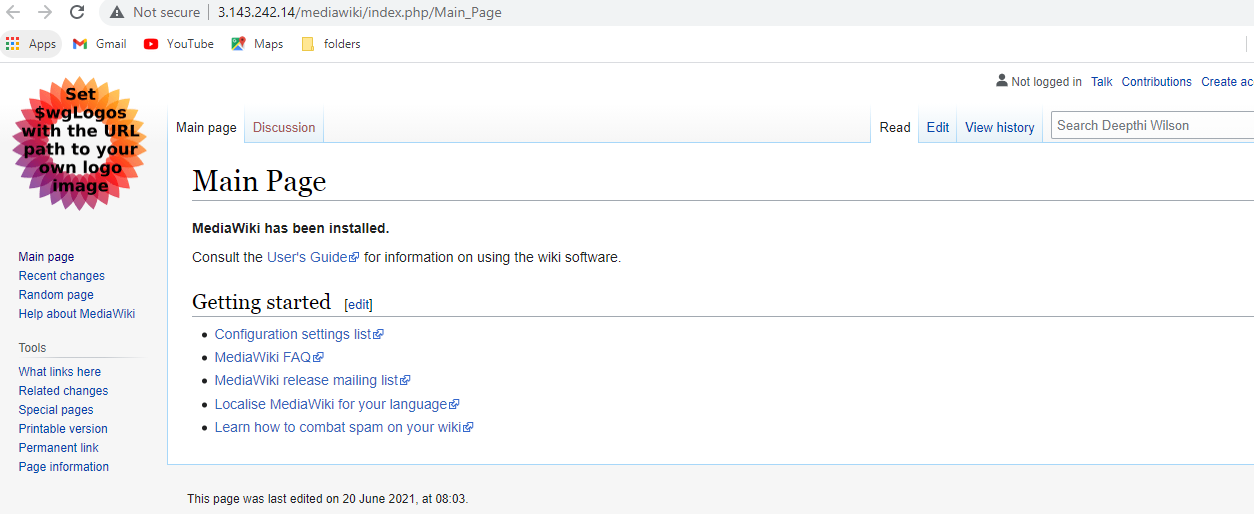 Not secure | 3.143.242.14/mediawiki/index.php/Main_Page
Apps Gmail YouTube Maps folders
Not logged in Talk Contributions Create ac
Set
$wgLogos
with the URL
path to your
own logo
image
Main page Discussion Read Edit View history Search Deepthi Wilson
Main Page
MediaWiki has been installed.
Consult the User's Guide for information on using the wiki software.
Getting started [edit]
Configuration settings list
MediaWiki FAQ
MediaWiki release mailing list
Localise MediaWiki for your language
Learn how to combat spam on your wiki
Main page
Recent changes
Random page
Help about MediaWiki
Tools
What links here
Related changes
Special pages
Printable version
Permanent link
Page information
This page was last edited on 20 June 2021, at 08:03.